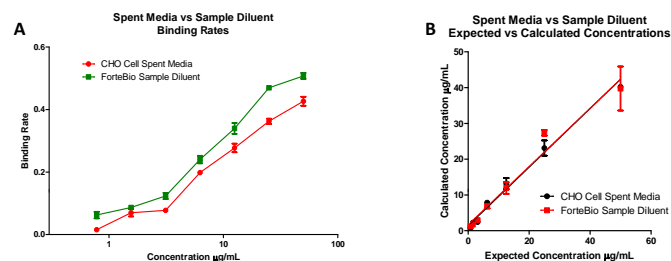 A
Spent Media vs Sample Diluent
Binding Rates
CHO Cell Spent Media
ForteBio Sample Diluent
Binding Rate
0.6
0.4
0.2
0.0
1
10
100
Concentration µg/mL
B
Spent Media vs Sample Diluent
Expected vs Calculated Concentrations
Calculated Concentration µg/mL
50
40
30
20
10
0
CHO Cell Spent Media
ForteBio Sample Diluent
0
20
40
60
Expected Concentration µg/mL